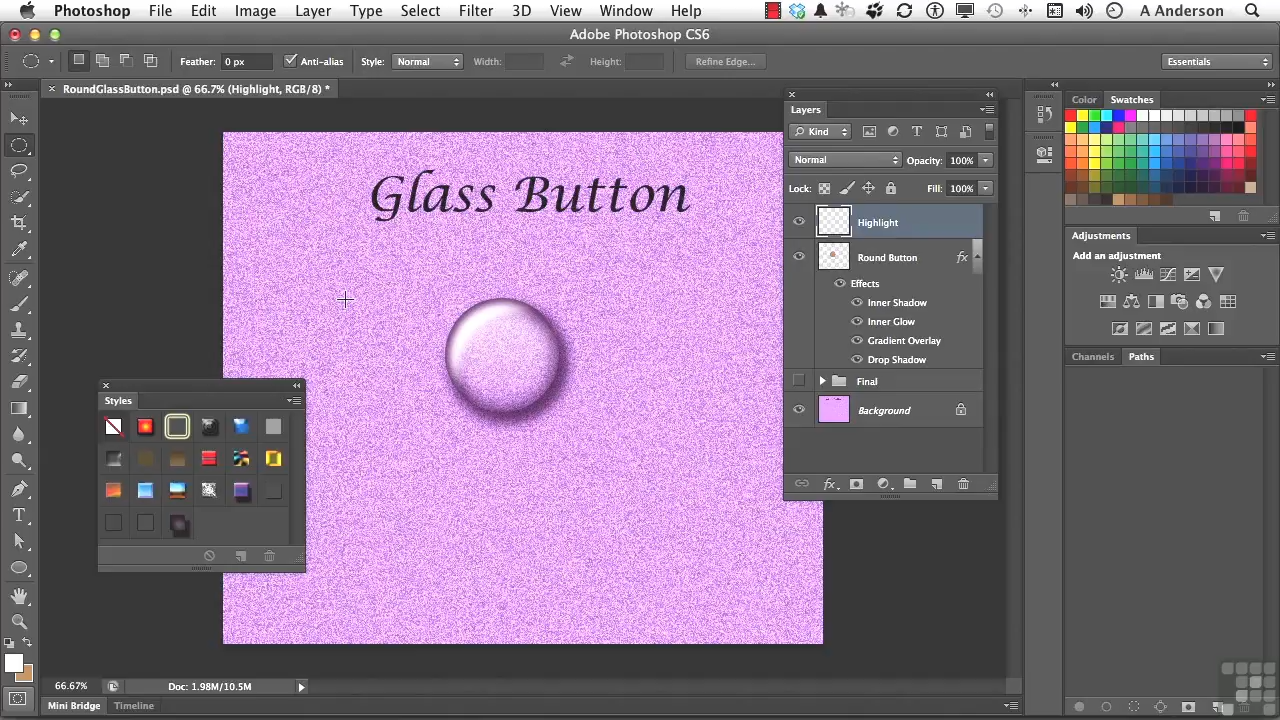 Photoshop File Edit Image Layer Type Select Filter 3D View Window Help A Anderson
Adobe Photoshop CS6
Feather: 0 px Anti-alias Style: Normal Width: Height: Refine Edge... Essentials
RoundGlassButton.psd @ 66.7% (Highlight, RGB/8) *
Glass Button
Styles
66.67% Doc: 1.98M/10.5M
Mini Bridge Timeline
Layers
Kind
Normal Opacity: 100%
Lock: Fill: 100%
Highlight
Round Button fx
Effects
Inner Shadow
Inner Glow
Gradient Overlay
Drop Shadow
Final
Background
fx
Color Swatches
Adjustments
Add an adjustment
Channels Paths